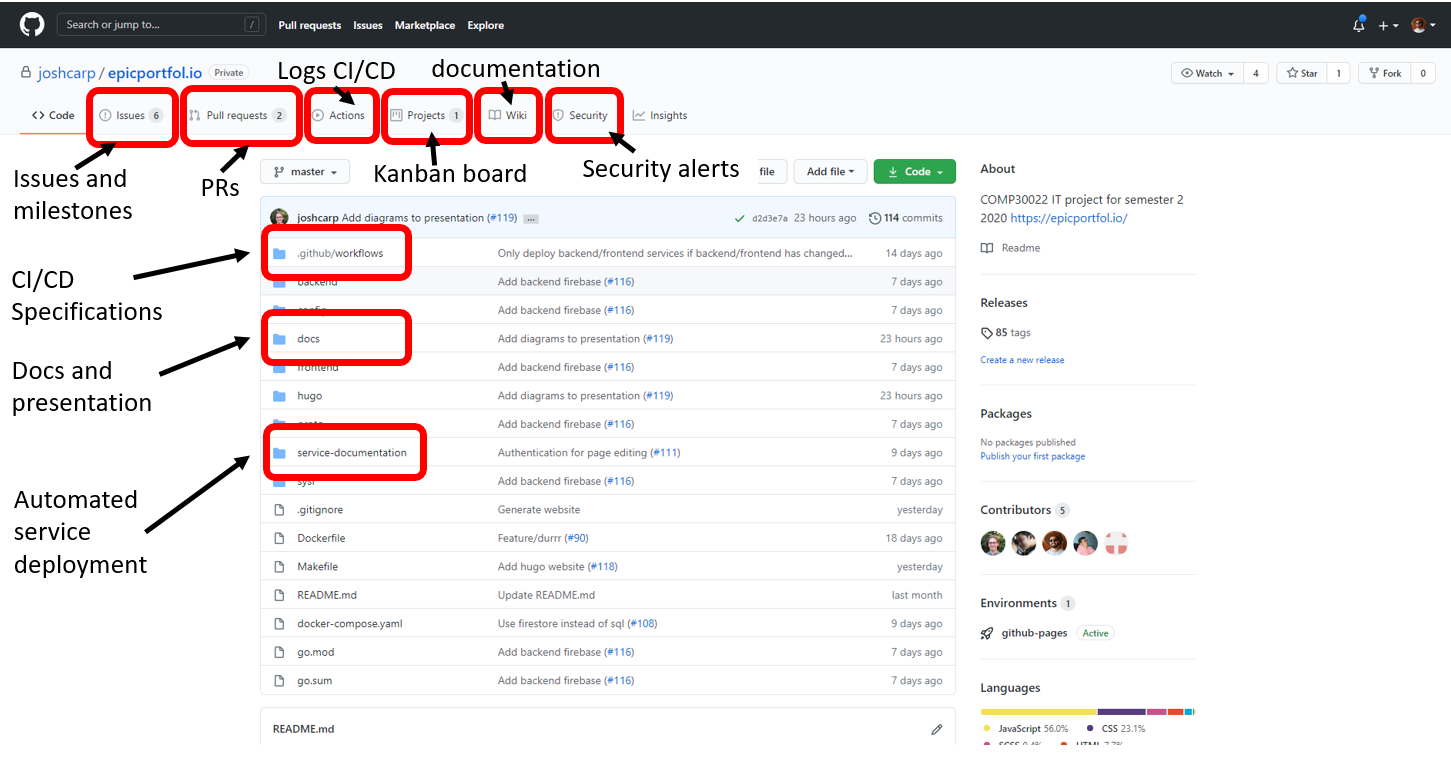 Search or jump to... /
Pull requests Issues Marketplace Explore
joshcarp / epicportfol.io Private
Logs CI/CD
documentation
Watch 4 Star 1 Fork 0
Code Issues 6 Pull requests 2 Actions Projects 1 Wiki Security Insights
Issues and
milestones
PRs
Kanban board
Security alerts
master
file
Add file
Code
joshcarp Add diagrams to presentation (#119) ... d2d3e7a 23 hours ago 114 commits
.github/workflows Only deploy backend/frontend services if backend/frontend has changed... 14 days ago
backend Add backend firebase (#116) 7 days ago
config Add backend firebase (#116) 7 days ago
docs Add diagrams to presentation (#119) 23 hours ago
frontend Add backend firebase (#116) 7 days ago
hugo Add diagrams to presentation (#119) 23 hours ago
proto Add backend firebase (#116) 7 days ago
service-documentation Authentication for page editing (#111) 9 days ago
sysl Add backend firebase (#116) 7 days ago
.gitignore Generate website yesterday
Dockerfile Feature/durrr (#90) 18 days ago
Makefile Add hugo website (#118) yesterday
README.md Update README.md last month
docker-compose.yaml Use firestore instead of sql (#108) 9 days ago
go.mod Add backend firebase (#116) 7 days ago
go.sum Add backend firebase (#116) 7 days ago
README.md
CI/CD
Specifications
Docs and
presentation
Automated
service
deployment
About
COMP30022 IT project for semester 2
2020 https://epicportfol.io/
Readme
Releases
85 tags
Create a new release
Packages
No packages published
Publish your first package
Contributors 5
Environments 1
github-pages Active
Languages
JavaScript 56.0% CSS 23.1%
SCSS 9.4% HTML 7.7%